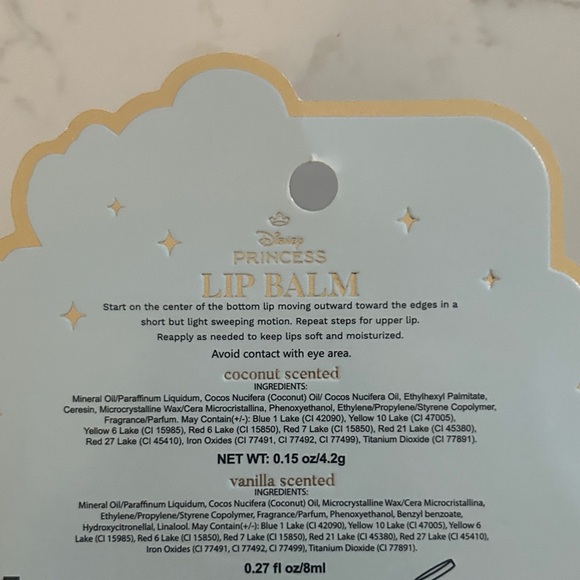 Disney
PRINCESS
LIP BALM
Start on the center of the bottom lip moving outward toward the edges in a
short but light sweeping motion. Repeat steps for upper lip.
Reapply as needed to keep lips soft and moisturized.
Avoid contact with eye area.
coconut scented
INGREDIENTS:
Mineral Oil/Paraffinum Liquidum, Cocos Nucifera (Coconut) Oil/ Cocos Nucifera Oil, Ethylhexyl Palmitate,
Ceresin, Microcrystalline Wax/Cera Microcristallina, Phenoxyethanol, Ethylene/Propylene/Styrene Copolymer,
Fragrance/Parfum. May Contain(+/-): Blue 1 Lake (CI 42090), Yellow 10 Lake (CI 47005),
Yellow 6 Lake (CI 15985), Red 6 Lake (CI 15850), Red 7 Lake (CI 15850), Red 21 Lake (CI 45380),
Red 27 Lake (CI 45410), Iron Oxides (CI 77491, CI 77492, CI 77499), Titanium Dioxide (CI 77891).
NET WT: 0.15 oz/4.2g
vanilla scented
INGREDIENTS:
Mineral Oil/Paraffinum Liquidum, Cocos Nucifera (Coconut) Oil, Microcrystalline Wax/Cera Microcristallina,
Ethylene/Propylene/Styrene Copolymer, Fragrance/Parfum, Phenoxyethanol, Benzyl benzoate,
Hydroxycitronellal, Linalool. May Contain(+/-): Blue 1 Lake (CI 42090), Yellow 10 Lake (CI 47005), Yellow 6
Lake (CI 15985), Red 6 Lake (CI 15850), Red 7 Lake (CI 15850), Red 21 Lake (CI 45380), Red 27 Lake (CI 45410),
Iron Oxides (CI 77491, CI 77492, CI 77499), Titanium Dioxide (CI 77891).
0.27 fl oz/8ml